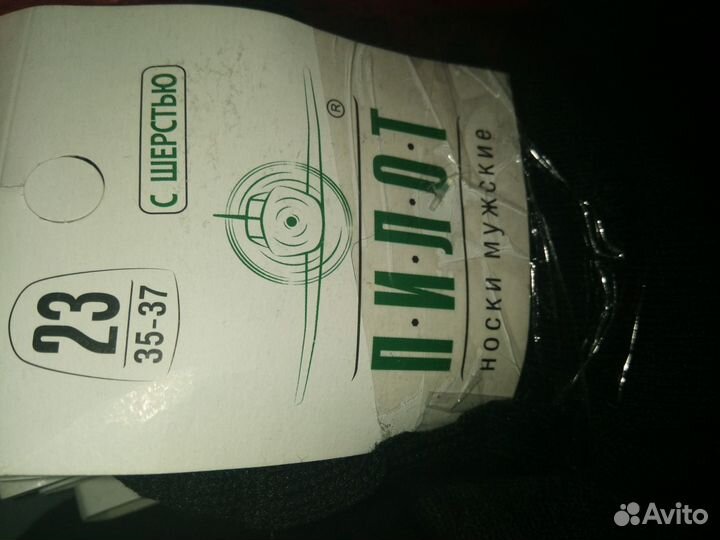 С ШЕРСТЬЮ
®
П·И·Л·О·Т
НОСКИ МУЖСКИЕ
23
35-37
Avito